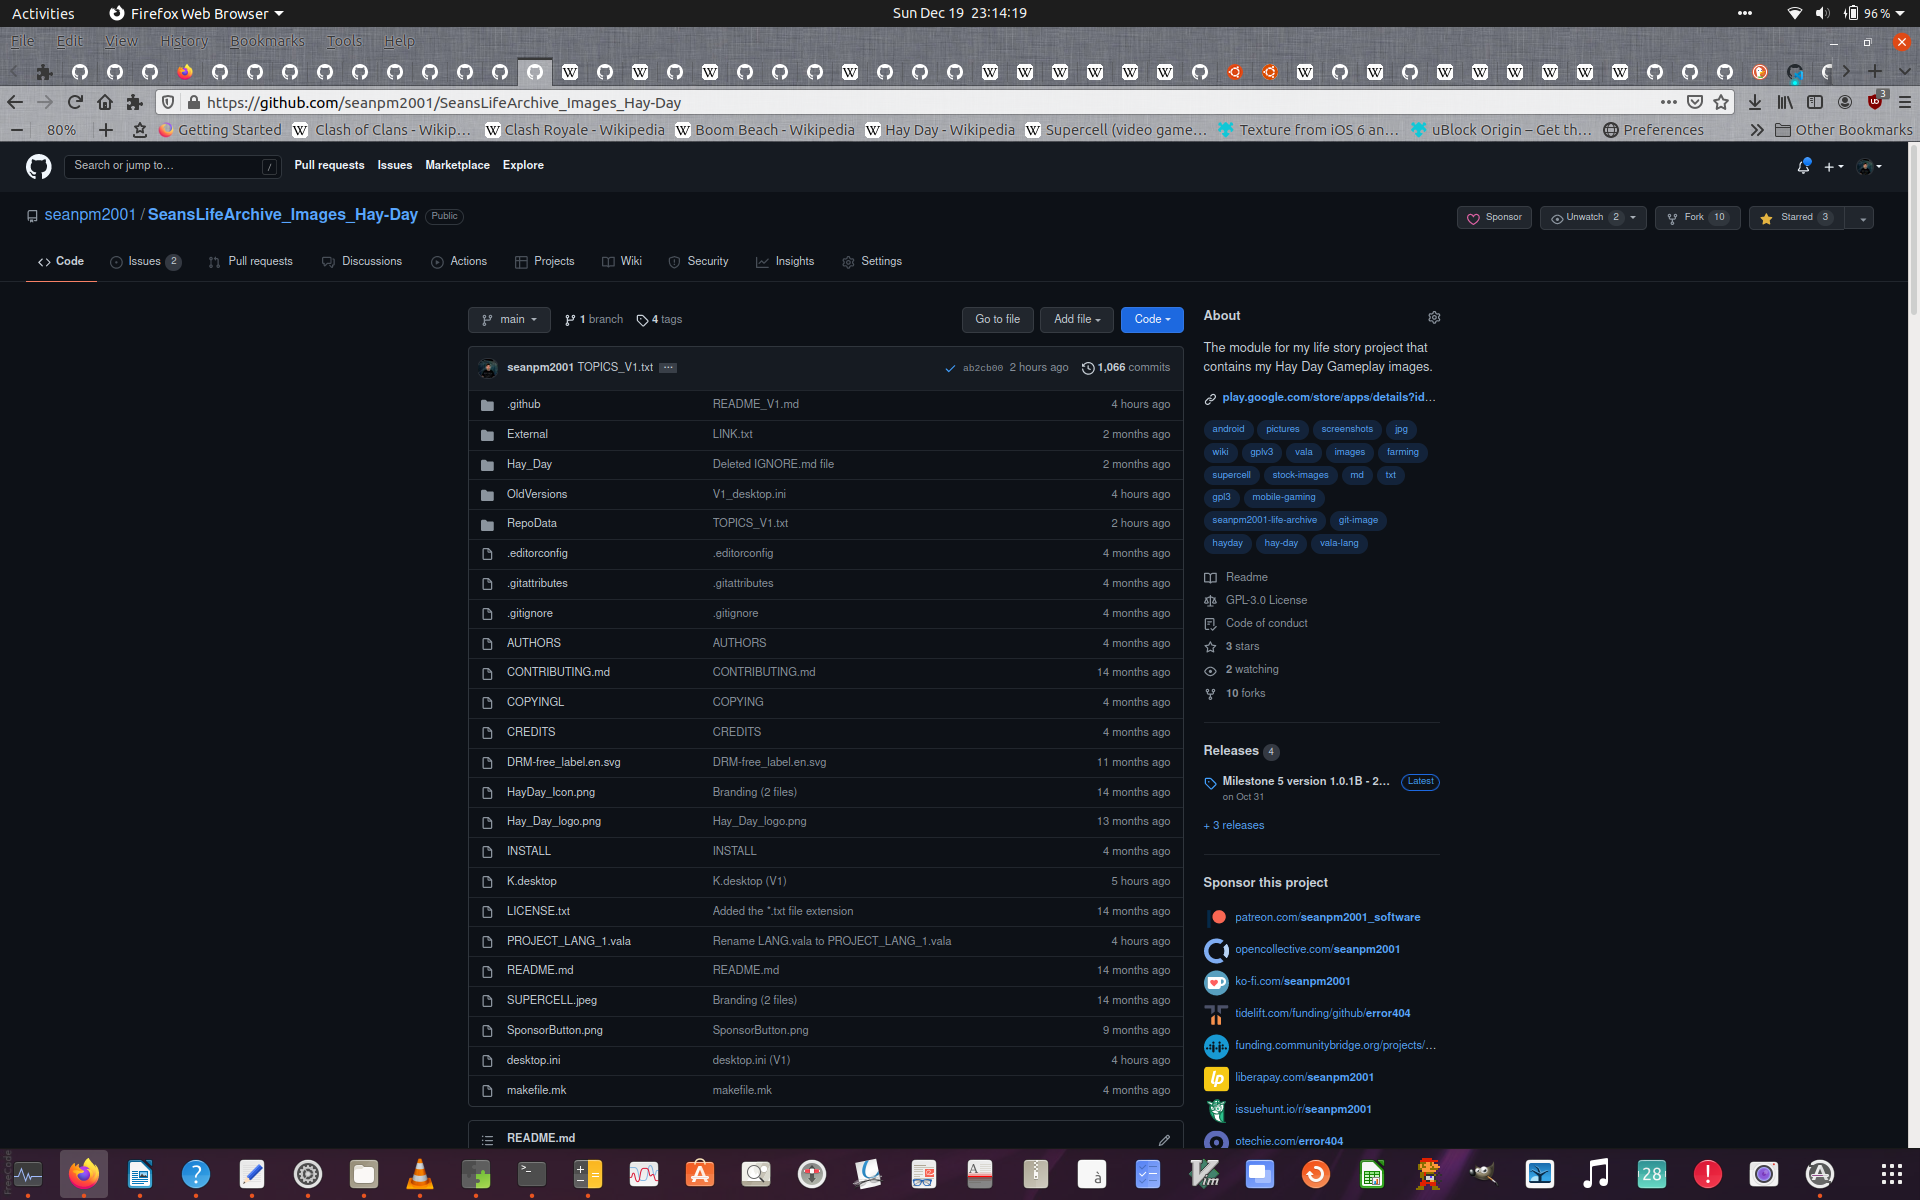 Activities Firefox Web Browser Sun Dec 19 23:14:19 96 %
File Edit View History Bookmarks Tools Help
https://github.com/seanpm2001/SeansLifeArchive_Images_Hay-Day
80% Getting Started Clash of Clans - Wikip… Clash Royale - Wikipedia Boom Beach - Wikipedia Hay Day - Wikipedia Supercell (video game… Texture from iOS 6 an… uBlock Origin – Get th… Preferences Other Bookmarks
Search or jump to… / Pull requests Issues Marketplace Explore
seanpm2001 / SeansLifeArchive_Images_Hay-Day Public Sponsor Unwatch 2 Fork 10 Starred 3
Code Issues 2 Pull requests Discussions Actions Projects Wiki Security Insights Settings
main 1 branch 4 tags Go to file Add file Code
seanpm2001 TOPICS_V1.txt ab2cb00 2 hours ago 1,066 commits
.github README_V1.md 4 hours ago
External LINK.txt 2 months ago
Hay_Day Deleted IGNORE.md file 2 months ago
OldVersions V1_desktop.ini 4 hours ago
RepoData TOPICS_V1.txt 2 hours ago
.editorconfig .editorconfig 4 months ago
.gitattributes .gitattributes 4 months ago
.gitignore .gitignore 4 months ago
AUTHORS AUTHORS 4 months ago
CONTRIBUTING.md CONTRIBUTING.md 14 months ago
COPYINGL COPYING 4 months ago
CREDITS CREDITS 4 months ago
DRM-free_label.en.svg DRM-free_label.en.svg 11 months ago
HayDay_Icon.png Branding (2 files) 14 months ago
Hay_Day_logo.png Hay_Day_logo.png 13 months ago
INSTALL INSTALL 4 months ago
K.desktop K.desktop (V1) 5 hours ago
LICENSE.txt Added the *.txt file extension 14 months ago
PROJECT_LANG_1.vala Rename LANG.vala to PROJECT_LANG_1.vala 4 hours ago
README.md README.md 14 months ago
SUPERCELL.jpeg Branding (2 files) 14 months ago
SponsorButton.png SponsorButton.png 9 months ago
desktop.ini desktop.ini (V1) 4 hours ago
makefile.mk makefile.mk 4 months ago
README.md
About
The module for my life story project that
contains my Hay Day Gameplay images.
play.google.com/store/apps/details?id…
android pictures screenshots jpg
wiki gplv3 vala images farming
supercell stock-images md txt
gpl3 mobile-gaming
seanpm2001-life-archive git-image
hayday hay-day vala-lang
Readme
GPL-3.0 License
Code of conduct
3 stars
2 watching
10 forks
Releases 4
Milestone 5 version 1.0.1B - 2… Latest
on Oct 31
+ 3 releases
Sponsor this project
patreon.com/seanpm2001_software
opencollective.com/seanpm2001
ko-fi.com/seanpm2001
tidelift.com/funding/github/error404
funding.communitybridge.org/projects/…
liberapay.com/seanpm2001
issuehunt.io/r/seanpm2001
otechie.com/error404
28